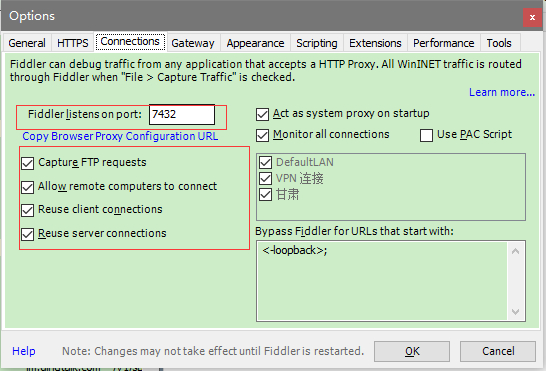 Options
General HTTPS Connections Gateway Appearance Scripting Extensions Performance Tools
Fiddler can debug traffic from any application that accepts a HTTP Proxy. All WinINET traffic is routed
through Fiddler when "File > Capture Traffic" is checked.
Learn more...
Fiddler listens on port: 7432
Copy Browser Proxy Configuration URL
Capture FTP requests
Allow remote computers to connect
Reuse client connections
Reuse server connections
Act as system proxy on startup
Monitor all connections Use PAC Script
DefaultLAN
VPN 连接
甘肃
Bypass Fiddler for URLs that start with:
<-loopback>;
Help Note: Changes may not take effect until Fiddler is restarted. OK Cancel